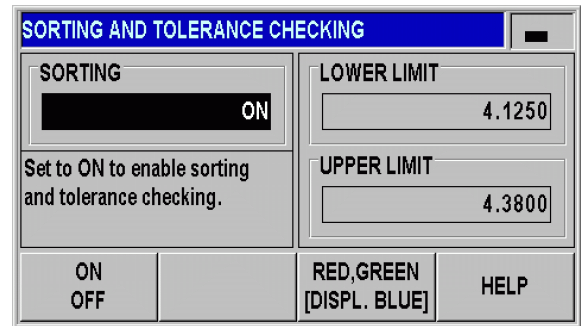 SORTING AND TOLERANCE CHECKING
SORTING
ON
Set to ON to enable sorting
and tolerance checking.
LOWER LIMIT
4.1250
UPPER LIMIT
4.3800
ON
OFF
RED,GREEN
[DISPL. BLUE]
HELP